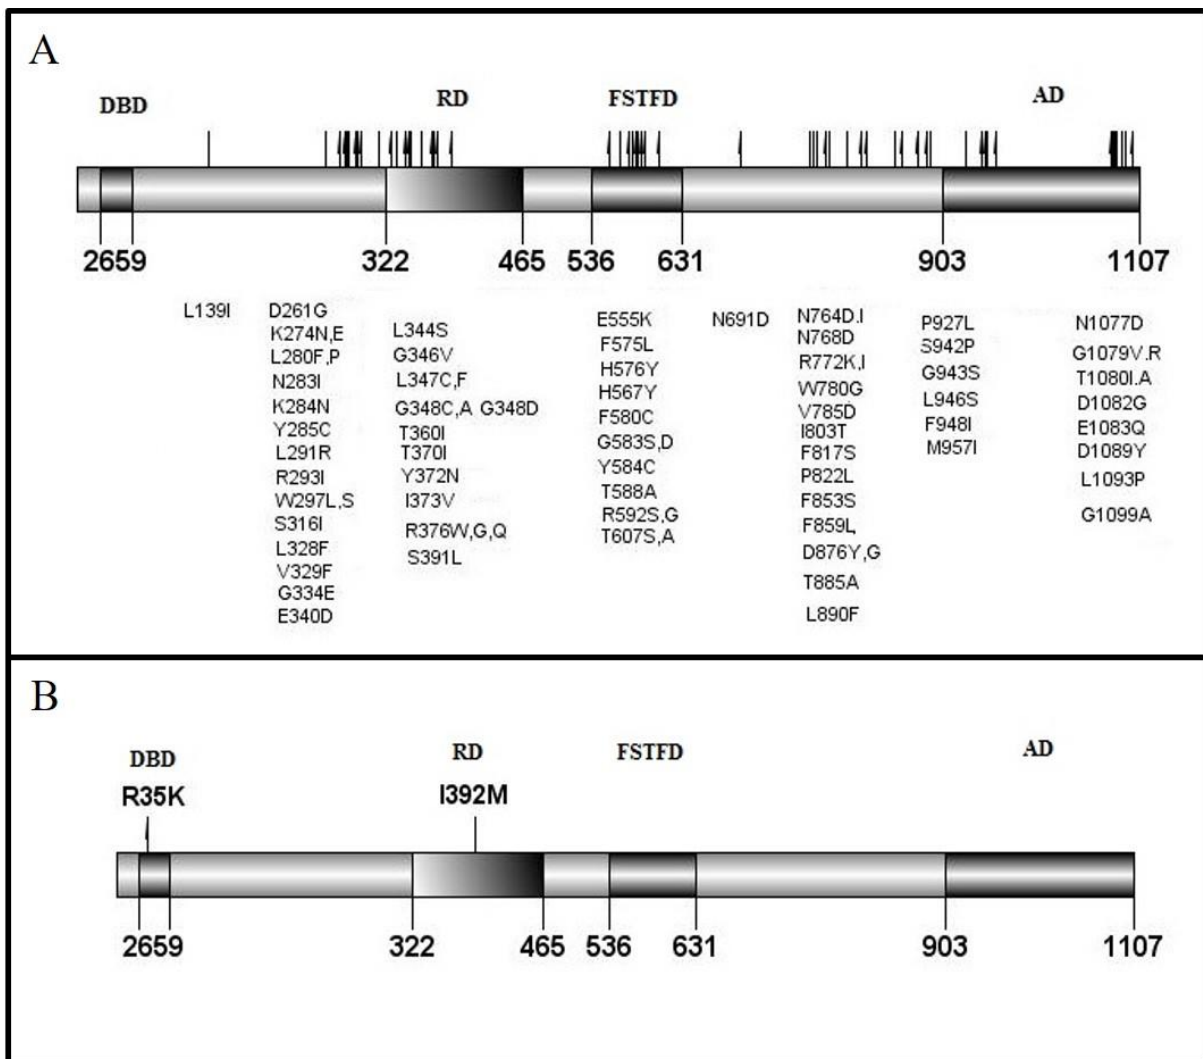 A
DBD RD FSTFD AD
2659 322 465 536 631 903 1107
L139I
D261G
K274N,E
L280F,P
N283I
K284N
Y285C
L291R
R293I
W297L,S
S316I
L328F
V329F
G334E
E340D
L344S
G346V
L347C,F
G348C,A G348D
T360I
T370I
Y372N
I373V
R376W,G,Q
S391L
E555K
F575L
H576Y
H567Y
F580C
G583S,D
Y584C
T588A
R592S,G
T607S,A
N691D
N764D.I
N768D
R772K,I
W780G
V785D
I803T
F817S
P822L
F853S
F859L
D876Y,G
T885A
L890F
P927L
S942P
G943S
L946S
F948I
M957I
N1077D
G1079V.R
T1080I.A
D1082G
E1083Q
D1089Y
L1093P
G1099A
B
DBD RD FSTFD AD
R35K I392M
2659 322 465 536 631 903 1107